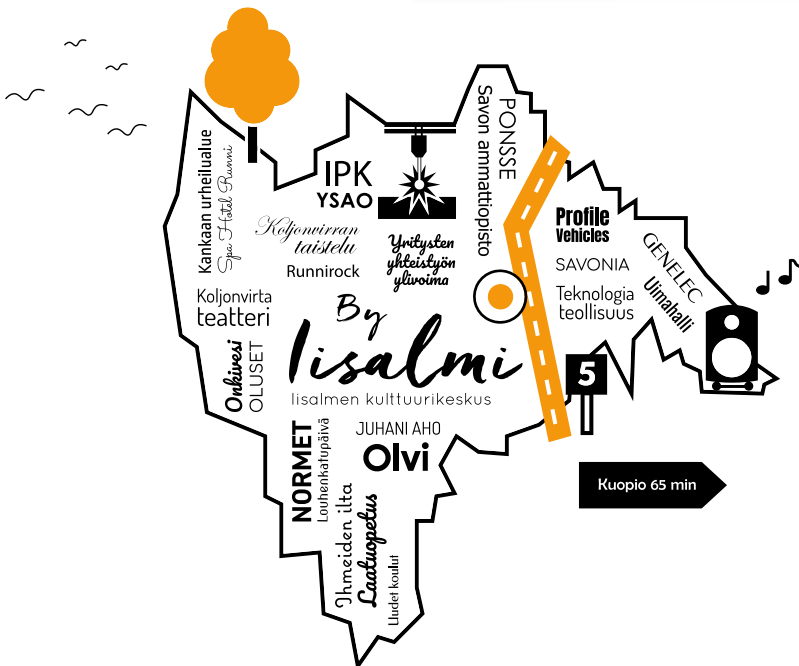 Kankaan urheilualue
Spa Hotel Runni
IPK
YSAO
Koljonvirran
taistelu
Runnirock
Yritysten
yhteistyön
ylivoima
PONSSE
Savon ammattiopisto
Profile
Vehicles
SAVONIA
Teknologia
teollisuus
GENELEC
Uimahalli
Koljonvirta
teatteri
Onkivesi
OLUSET
By
Iisalmi
Iisalmen kulttuurikeskus
5
NORMET
Louhenkatupäivä
JUHANI AHO
Olvi
Ihmeiden ilta
Laatuopetus
Uudet koulut
Kuopio 65 min